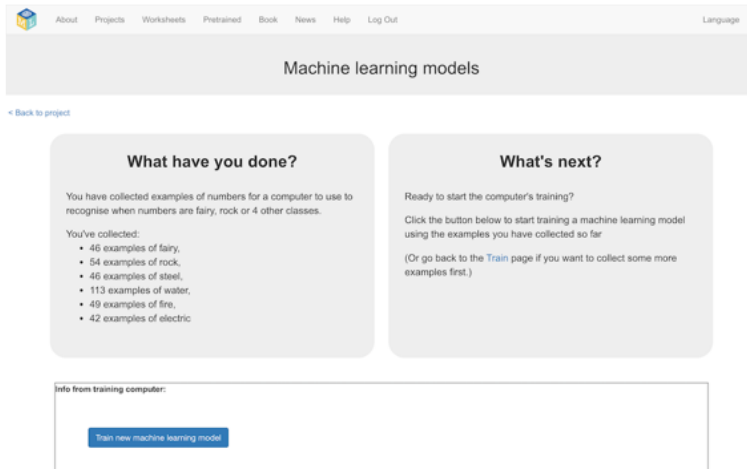 About Projects Worksheets Pretrained Book News Help Log Out Language
Machine learning models
< Back to project
What have you done?
You have collected examples of numbers for a computer to use to
recognise when numbers are fairy, rock or 4 other classes.
You've collected:
• 46 examples of fairy,
• 54 examples of rock,
• 46 examples of steel,
• 113 examples of water,
• 49 examples of fire,
• 42 examples of electric
What's next?
Ready to start the computer's training?
Click the button below to start training a machine learning model
using the examples you have collected so far
(Or go back to the Train page if you want to collect some more
examples first.)
Info from training computer:
Train new machine learning model